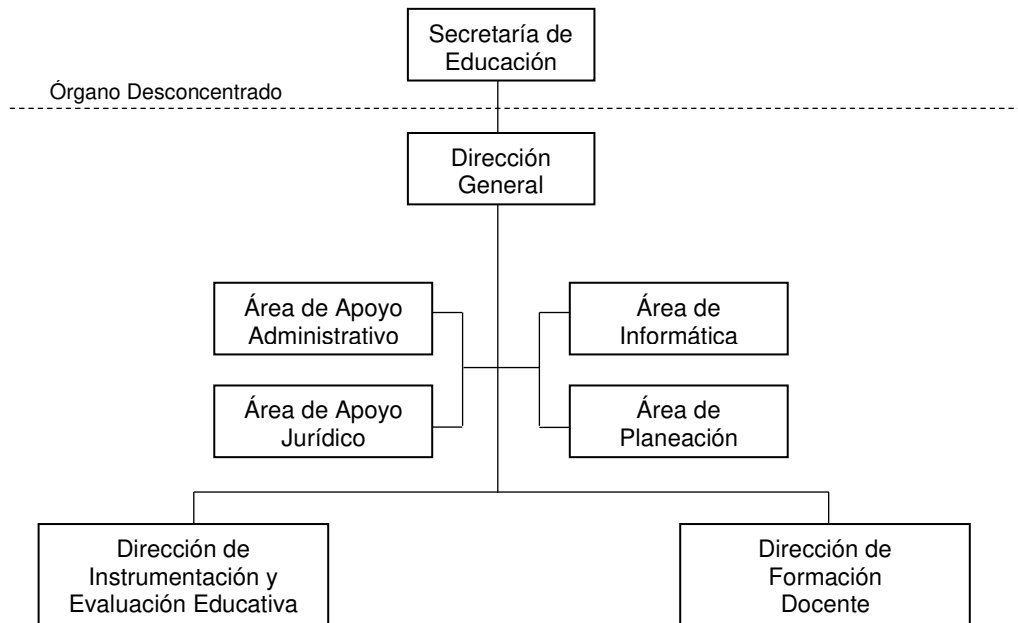 Secretaría de
Educación
Órgano Desconcentrado
Dirección
General
Área de Apoyo
Administrativo
Área de
Informática
Área de Apoyo
Jurídico
Área de
Planeación
Dirección de
Instrumentación y
Evaluación Educativa
Dirección de
Formación
Docente